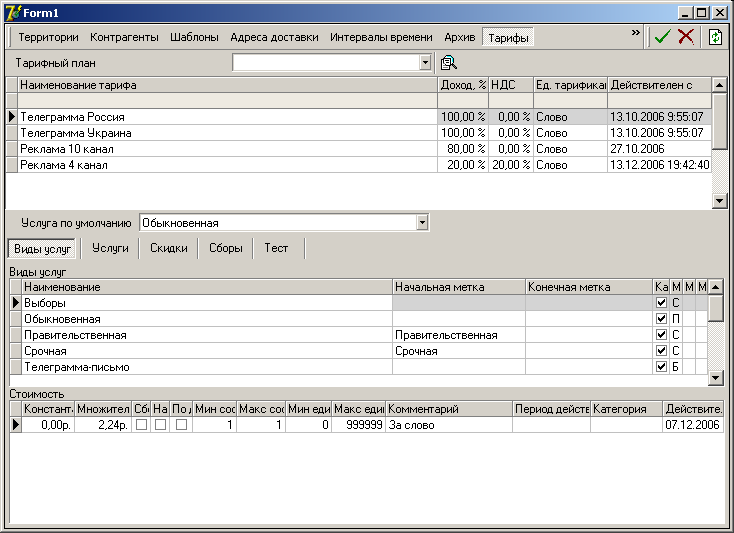 Form1
Территории Контрагенты Шаблоны Адреса доставки Интервалы времени Архив Тарифы »
Тарифный план
Наименование тарифа Доход, % НДС Ед. тарификаі Действителен с
Телеграмма Россия 100,00 % 0,00 % Слово 13.10.2006 9:55:07
Телеграмма Украина 100,00 % 0,00 % Слово 13.10.2006 9:55:07
Реклама 10 канал 80,00 % 0,00 % Слово 27.10.2006
Реклама 4 канал 20,00 % 20,00 % Слово 13.12.2006 19:42:40
Услуга по умолчанию Обыкновенная
Виды услуг Услуги Скидки Сборы Тест
Виды услуг
Наименование Начальная метка Конечная метка Ка М М М
Выборы С
Обыкновенная П
Правительственная Правительственная С
Срочная Срочная С
Телеграмма-письмо Б
Стоимость
Констант Множител Сб На По Мин соо Макс соо Мин еди Макс еди Комментарий Период действ Категория Действите.
0,00р. 2,24р. 1 1 0 999999 За слово 07.12.2006